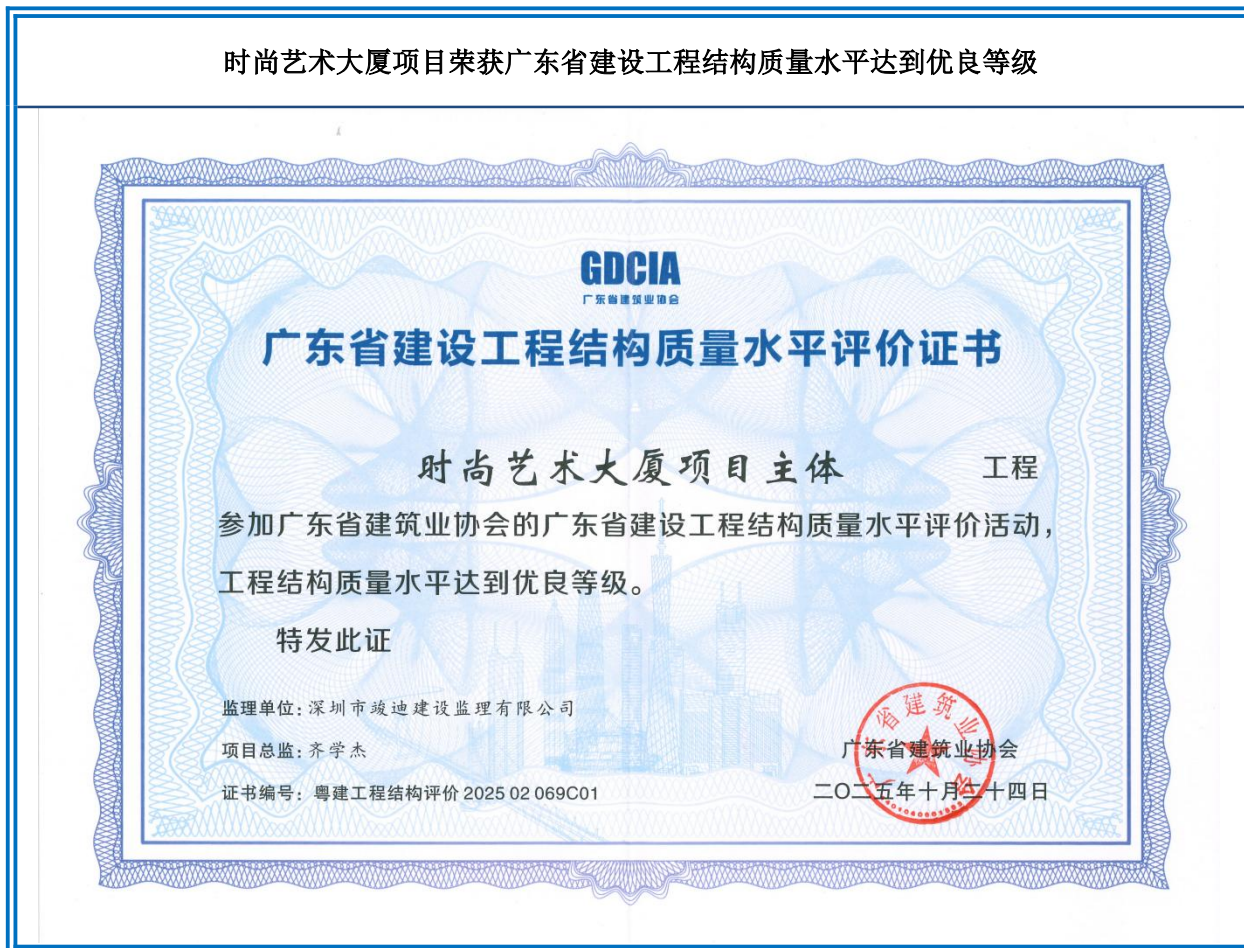 时尚艺术大厦项目荣获广东省建设工程结构质量水平达到优良等级
GDCIA
广东省建筑业协会
广东省建设工程结构质量水平评价证书
时尚艺术大厦项目主体 工程
参加广东省建筑业协会的广东省建设工程结构质量水平评价活动，
工程结构质量水平达到优良等级。
特发此证
监理单位：深圳市竣迪建设监理有限公司
项目总监：齐学杰
证书编号：粤建工程结构评价 2025 02 069C01
广东省建筑业协会
二〇二五年十月二十四日
广东省建筑业协会